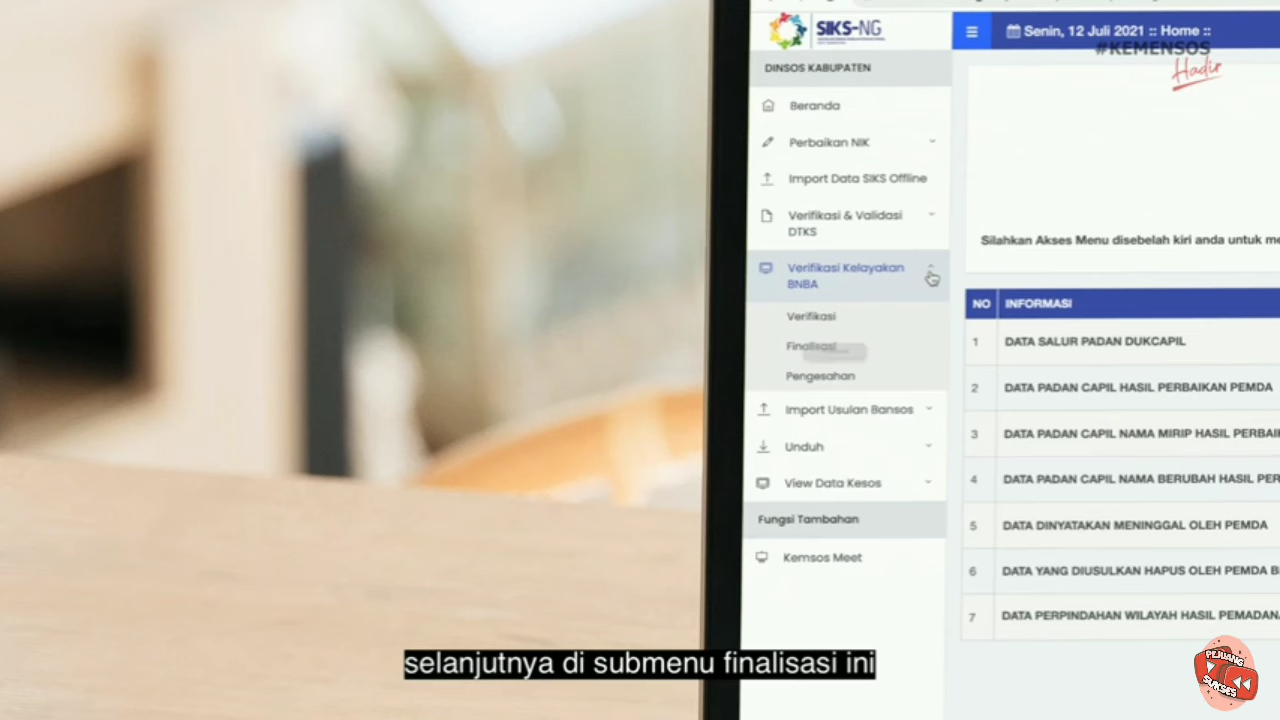 SIKS-NG
Senin, 12 Juli 2021 :: Home ::
#KEMENSOS
Hadir
DINSOS KABUPATEN
Beranda
Perbaikan NIK
Import Data SIKS Offline
Verifikasi & Validasi
DTKS
Verifikasi Kelayakan
BNBA
Verifikasi
Finalisasi
Pengesahan
Import Usulan Bansos
Unduh
View Data Kesos
Fungsi Tambahan
Kemsos Meet
Silahkan Akses Menu disebelah kiri anda untuk me
NO INFORMASI
1 DATA SALUR PADAN DUKCAPIL
2 DATA PADAN CAPIL HASIL PERBAIKAN PEMDA
3 DATA PADAN CAPIL NAMA MIRIP HASIL PERBAI
4 DATA PADAN CAPIL NAMA BERUBAH HASIL PER
5 DATA DINYATAKAN MENINGGAL OLEH PEMDA
6 DATA YANG DIUSULKAN HAPUS OLEH PEMDA B
7 DATA PERPINDAHAN WILAYAH HASIL PEMADAN
selanjutnya di submenu finalisasi ini
PEJUANG
SUKSES